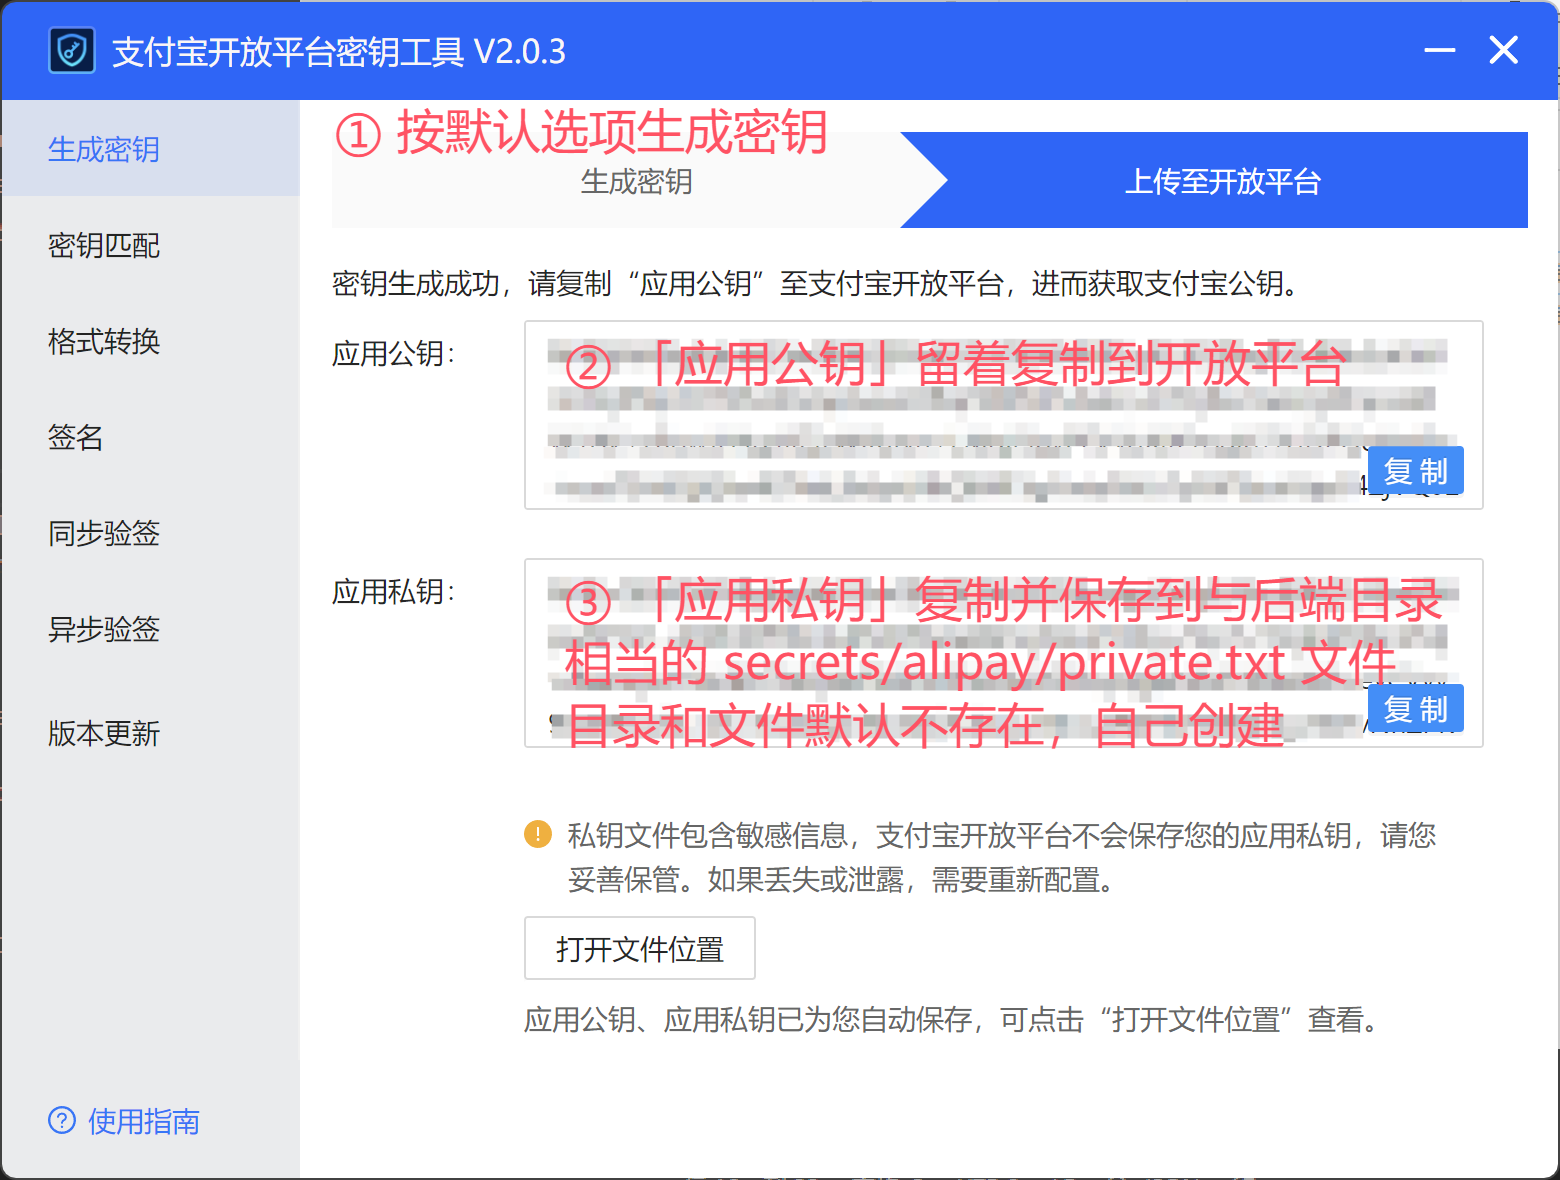 支付宝开放平台密钥工具 V2.0.3
生成密钥
密钥匹配
格式转换
签名
同步验签
异步验签
版本更新
使用指南
① 按默认选项生成密钥
生成密钥
上传至开放平台
密钥生成成功，请复制“应用公钥”至支付宝开放平台，进而获取支付宝公钥。
应用公钥：
② 「应用公钥」留着复制到开放平台
复制
应用私钥：
③ 「应用私钥」复制并保存到与后端目录
相当的 secrets/alipay/private.txt 文件
目录和文件默认不存在，自己创建
复制
私钥文件包含敏感信息，支付宝开放平台不会保存您的应用私钥，请您
妥善保管。如果丢失或泄露，需要重新配置。
打开文件位置
应用公钥、应用私钥已为您自动保存，可点击“打开文件位置”查看。